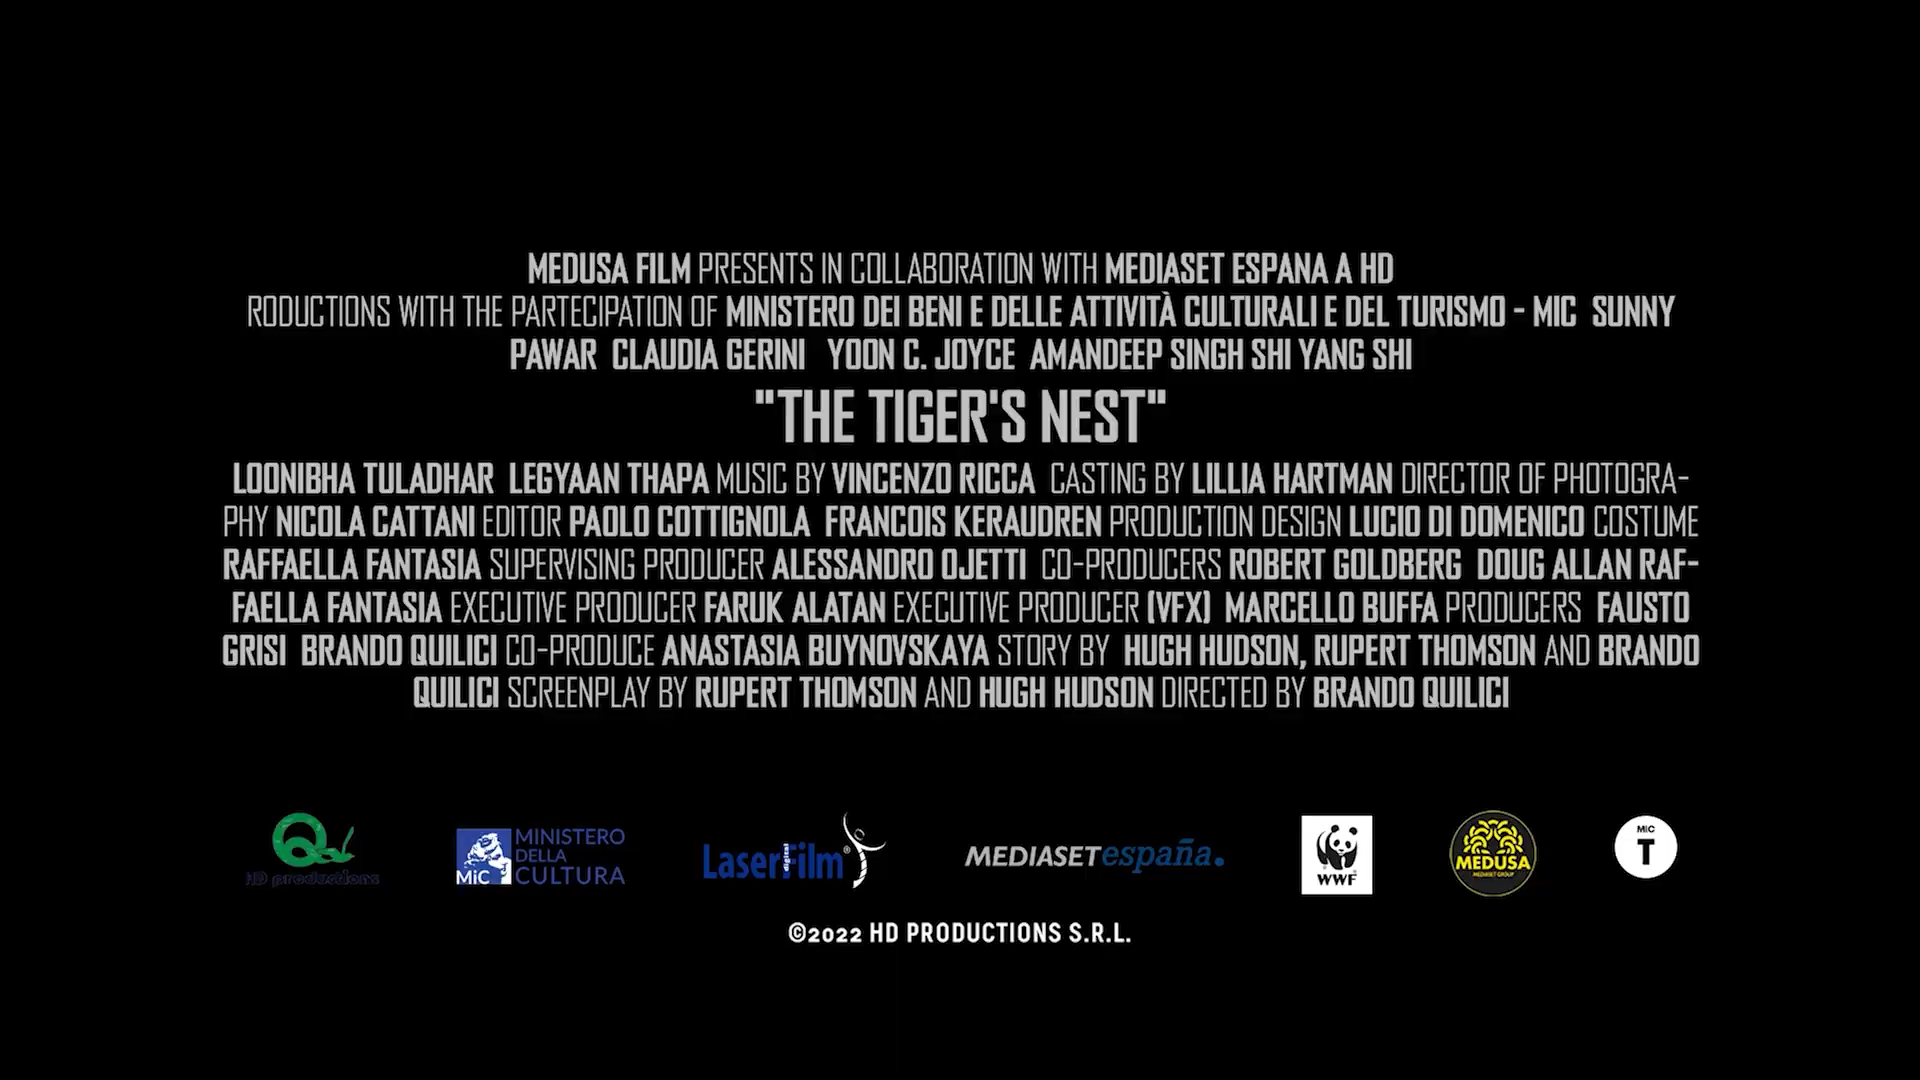 MEDUSA FILM PRESENTS IN COLLABORATION WITH MEDIASET ESPANA A HD
RODUCTIONS WITH THE PARTECIPATION OF MINISTERO DEI BENI E DELLE ATTIVITÀ CULTURALI E DEL TURISMO - MIC SUNNY
PAWAR CLAUDIA GERINI YOON C. JOYCE AMANDEEP SINGH SHI YANG SHI
"THE TIGER'S NEST"
LOONIBHA TULADHAR LEGYAAN THAPA MUSIC BY VINCENZO RICCA CASTING BY LILLIA HARTMAN DIRECTOR OF PHOTOGRA-
PHY NICOLA CATTANI EDITOR PAOLO COTTIGNOLA FRANCOIS KERAUDREN PRODUCTION DESIGN LUCIO DI DOMENICO COSTUME
RAFFAELLA FANTASIA SUPERVISING PRODUCER ALESSANDRO OJETTI CO-PRODUCERS ROBERT GOLDBERG DOUG ALLAN RAF-
FAELLA FANTASIA EXECUTIVE PRODUCER FARUK ALATAN EXECUTIVE PRODUCER (VFX) MARCELLO BUFFA PRODUCERS FAUSTO
GRISI BRANDO QUILICI CO-PRODUCE ANASTASIA BUYNOVSKAYA STORY BY HUGH HUDSON, RUPERT THOMSON AND BRANDO
QUILICI SCREENPLAY BY RUPERT THOMSON AND HUGH HUDSON DIRECTED BY BRANDO QUILICI
HD productions
MiC MINISTERO
DELLA
CULTURA
LaserFilm digital ®
MEDIASETespaña.
WWF
MEDUSA
MEDIASET GROUP
MiC
T
©2022 HD PRODUCTIONS S.R.L.